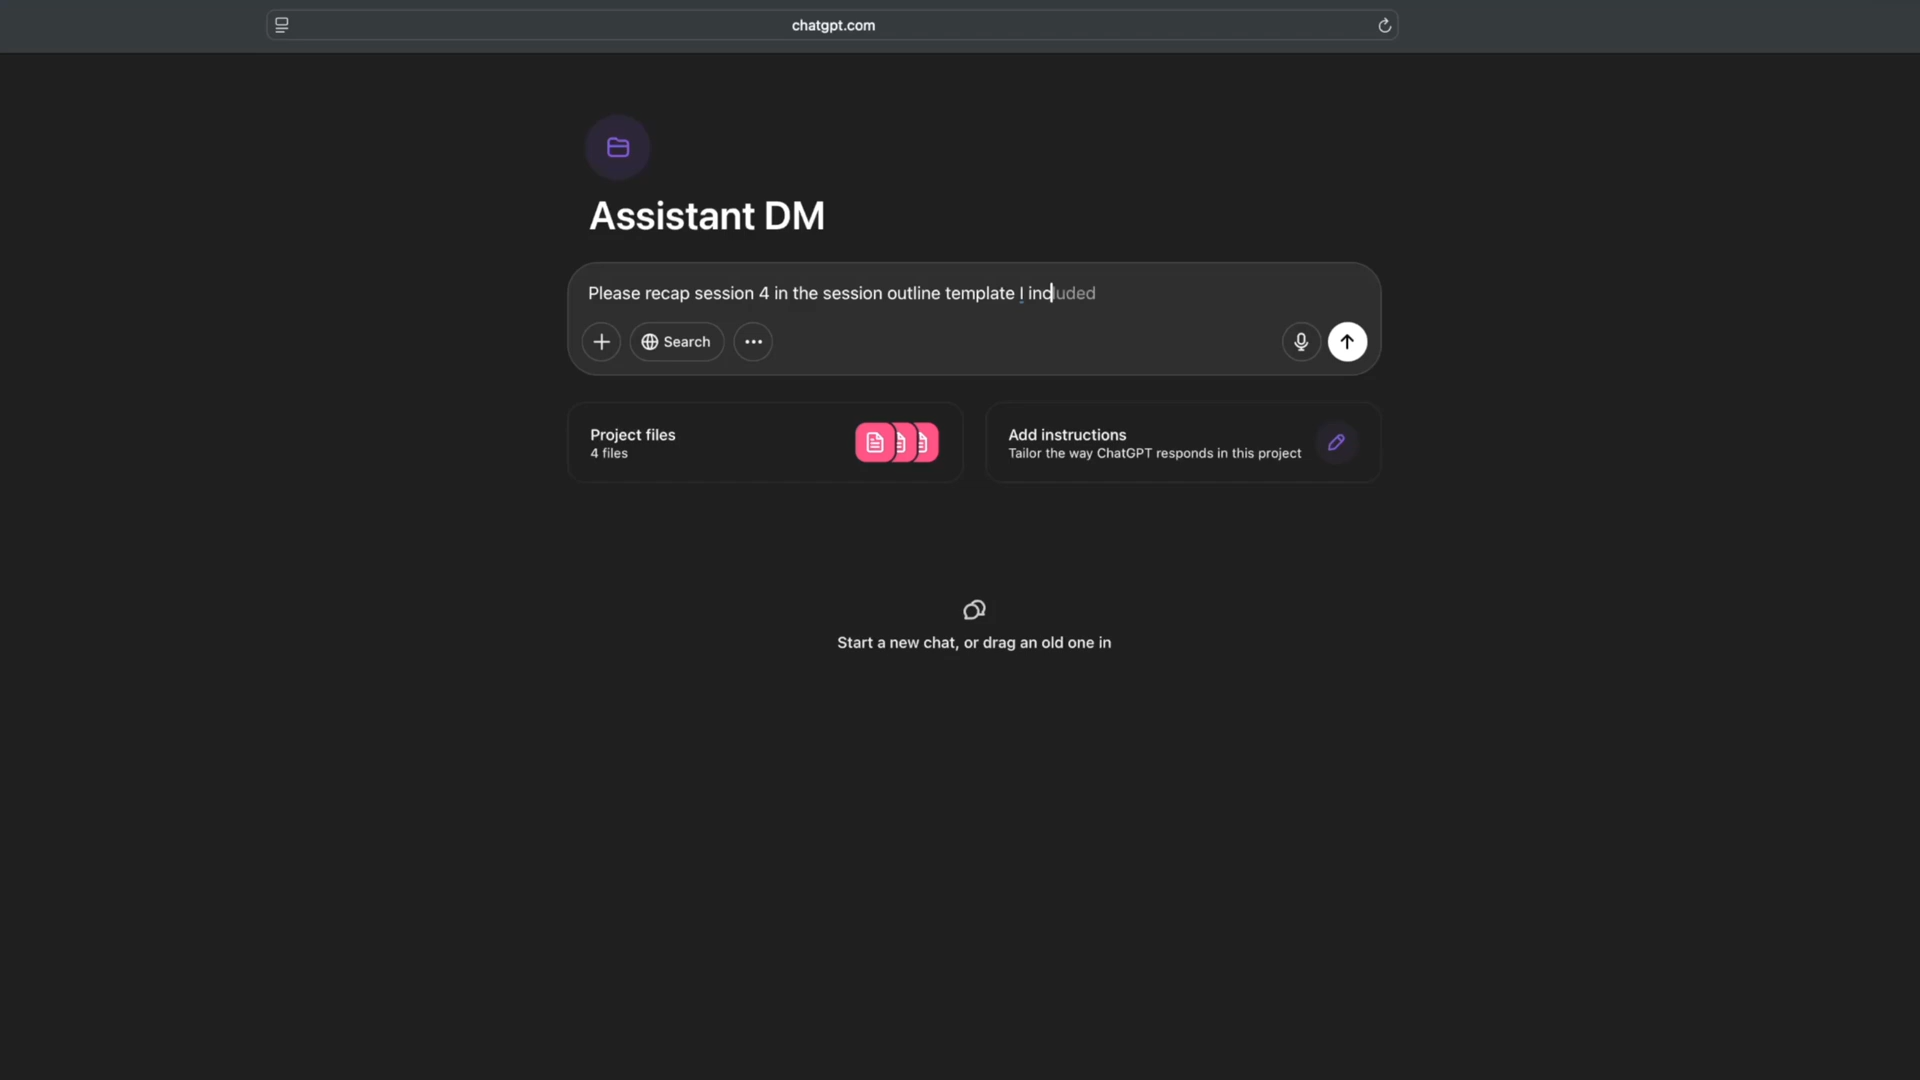 chatgpt.com
Assistant DM
Please recap session 4 in the session outline template I included
Search
Project files
4 files
Add instructions
Tailor the way ChatGPT responds in this project
Start a new chat, or drag an old one in